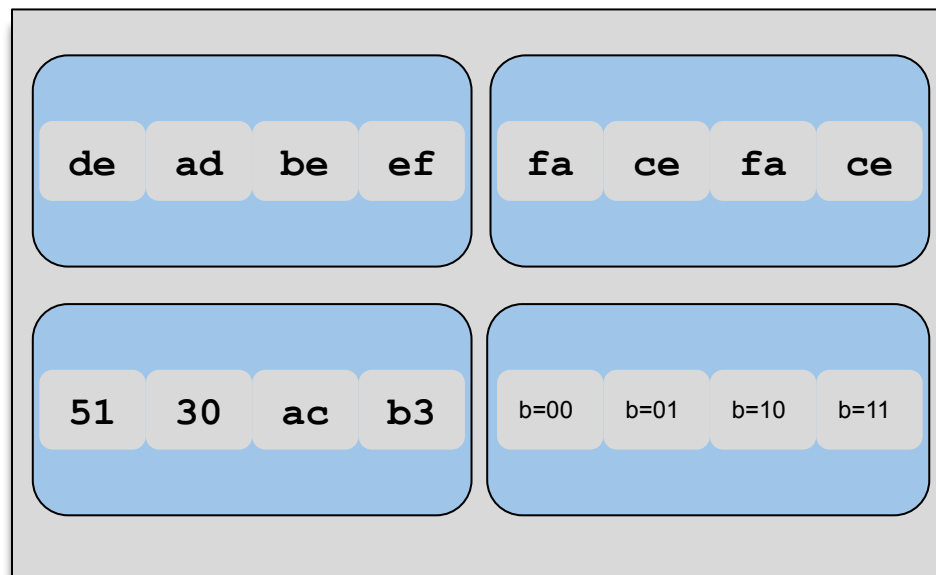 de ad be ef
fa ce fa ce
51 30 ac b3
b=00 b=01 b=10 b=11